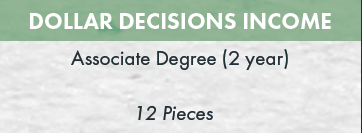 DOLLAR DECISIONS INCOME
Associate Degree (2 year)
12 Pieces